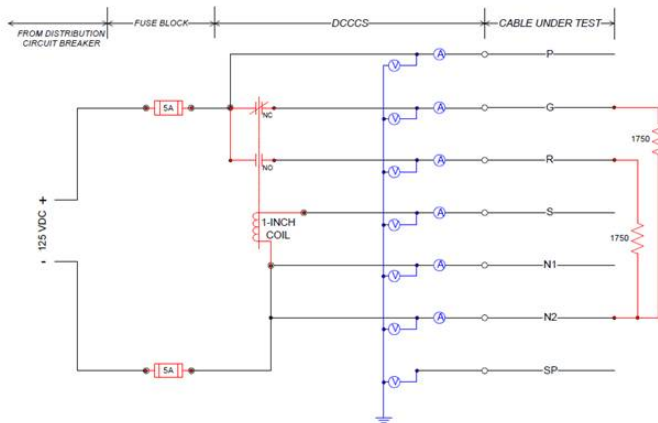 FROM DISTRIBUTION
CIRCUIT BREAKER
FUSE BLOCK
DCCCS
CABLE UNDER TEST
A
P
V
5A
NC
A
G
V
1750
NO
A
R
V
125 VDC
+
-
1-INCH
COIL
A
S
V
1750
A
N1
V
A
N2
V
5A
SP
V